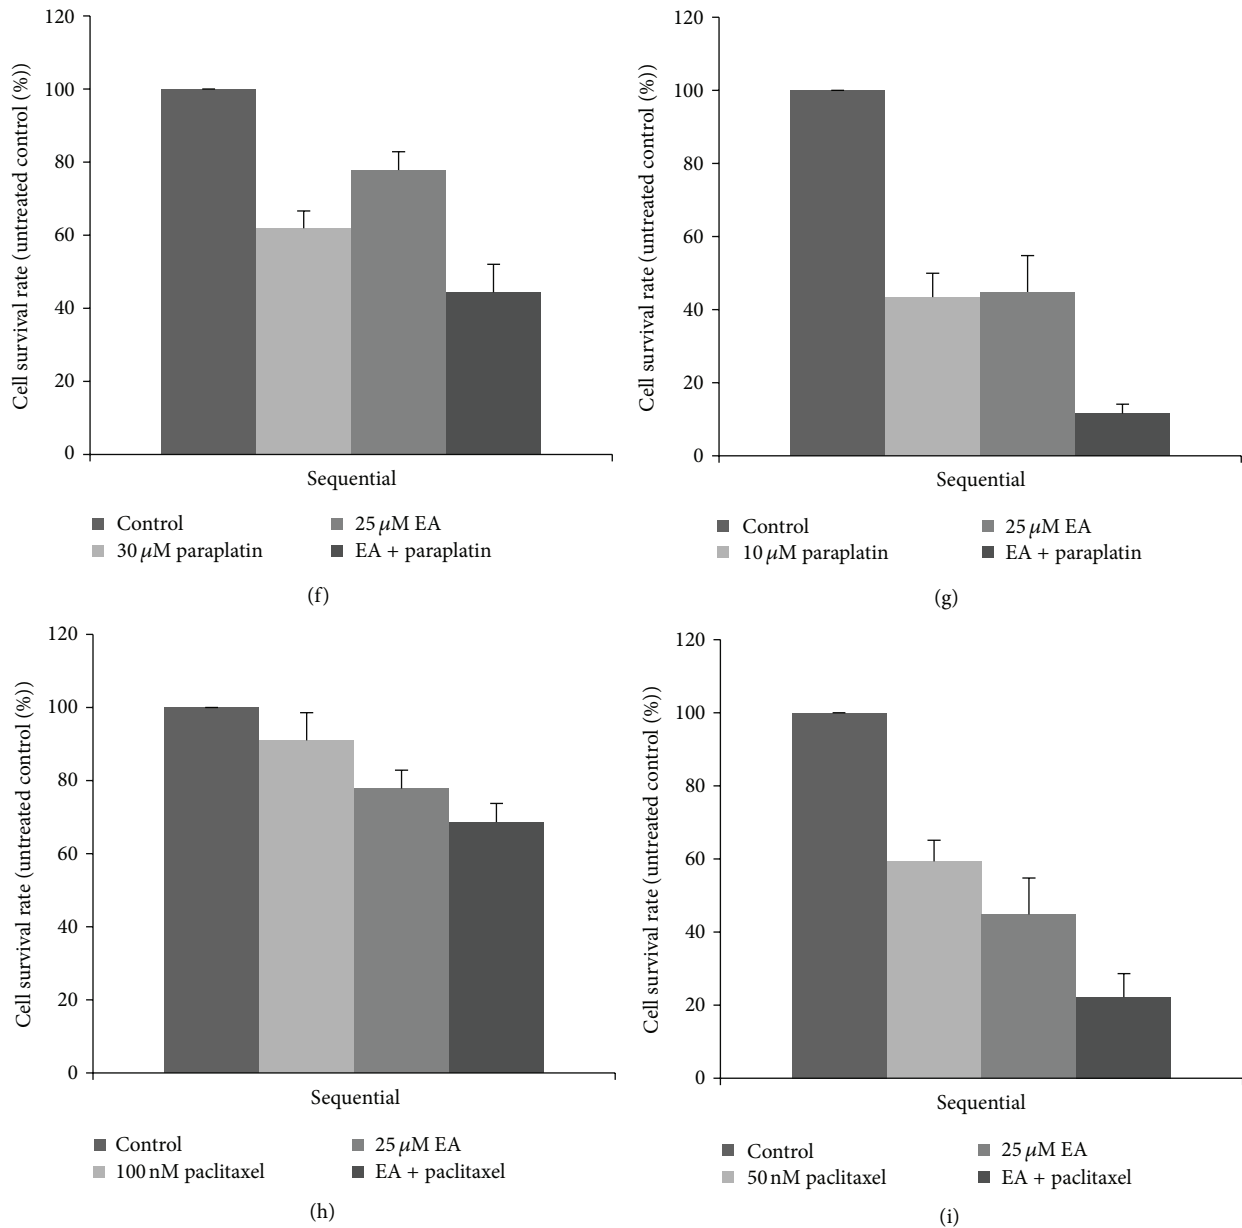 120
100
80
60
40
20
0
Cell survival rate (untreated control (%))
Sequential
Control
25 μM EA
30 μM paraplatin
EA + paraplatin
(f)
120
100
80
60
40
20
0
Cell survival rate (untreated control (%))
Sequential
Control
25 μM EA
10 μM paraplatin
EA + paraplatin
(g)
120
100
80
60
40
20
0
Cell survival rate (untreated control (%))
Sequential
Control
25 μM EA
100 nM paclitaxel
EA + paclitaxel
(h)
120
100
80
60
40
20
0
Cell survival rate (untreated control (%))
Sequential
Control
25 μM EA
50 nM paclitaxel
EA + paclitaxel
(i)